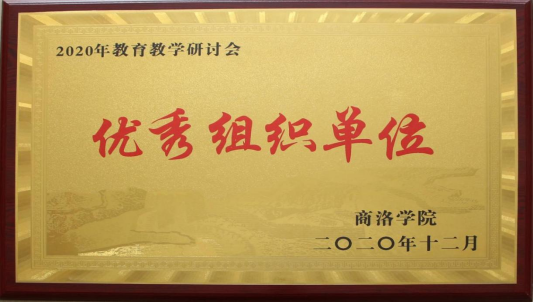 2020年教育教学研讨会
优秀组织单位
商洛学院
二〇二〇年十二月